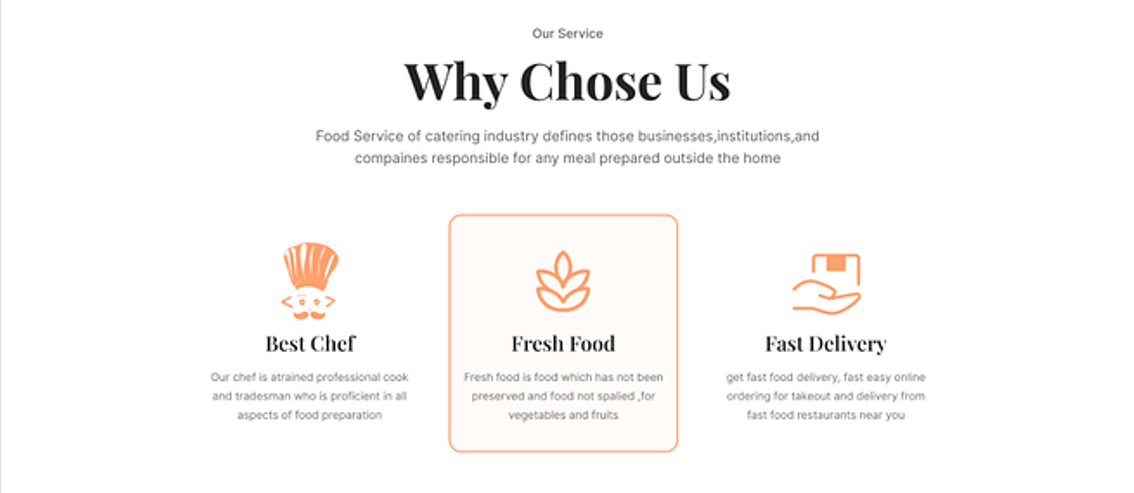 Our Service
Why Chose Us
Food Service of catering industry defines those businesses,institutions,and
compaines responsible for any meal prepared outside the home
Best Chef
Our chef is atrained professional cook
and tradesman who is proficient in all
aspects of food preparation
Fresh Food
Fresh food is food which has not been
preserved and food not spalied ,for
vegetables and fruits
Fast Delivery
get fast food delivery, fast easy online
ordering for takeout and delivery from
fast food restaurants near you